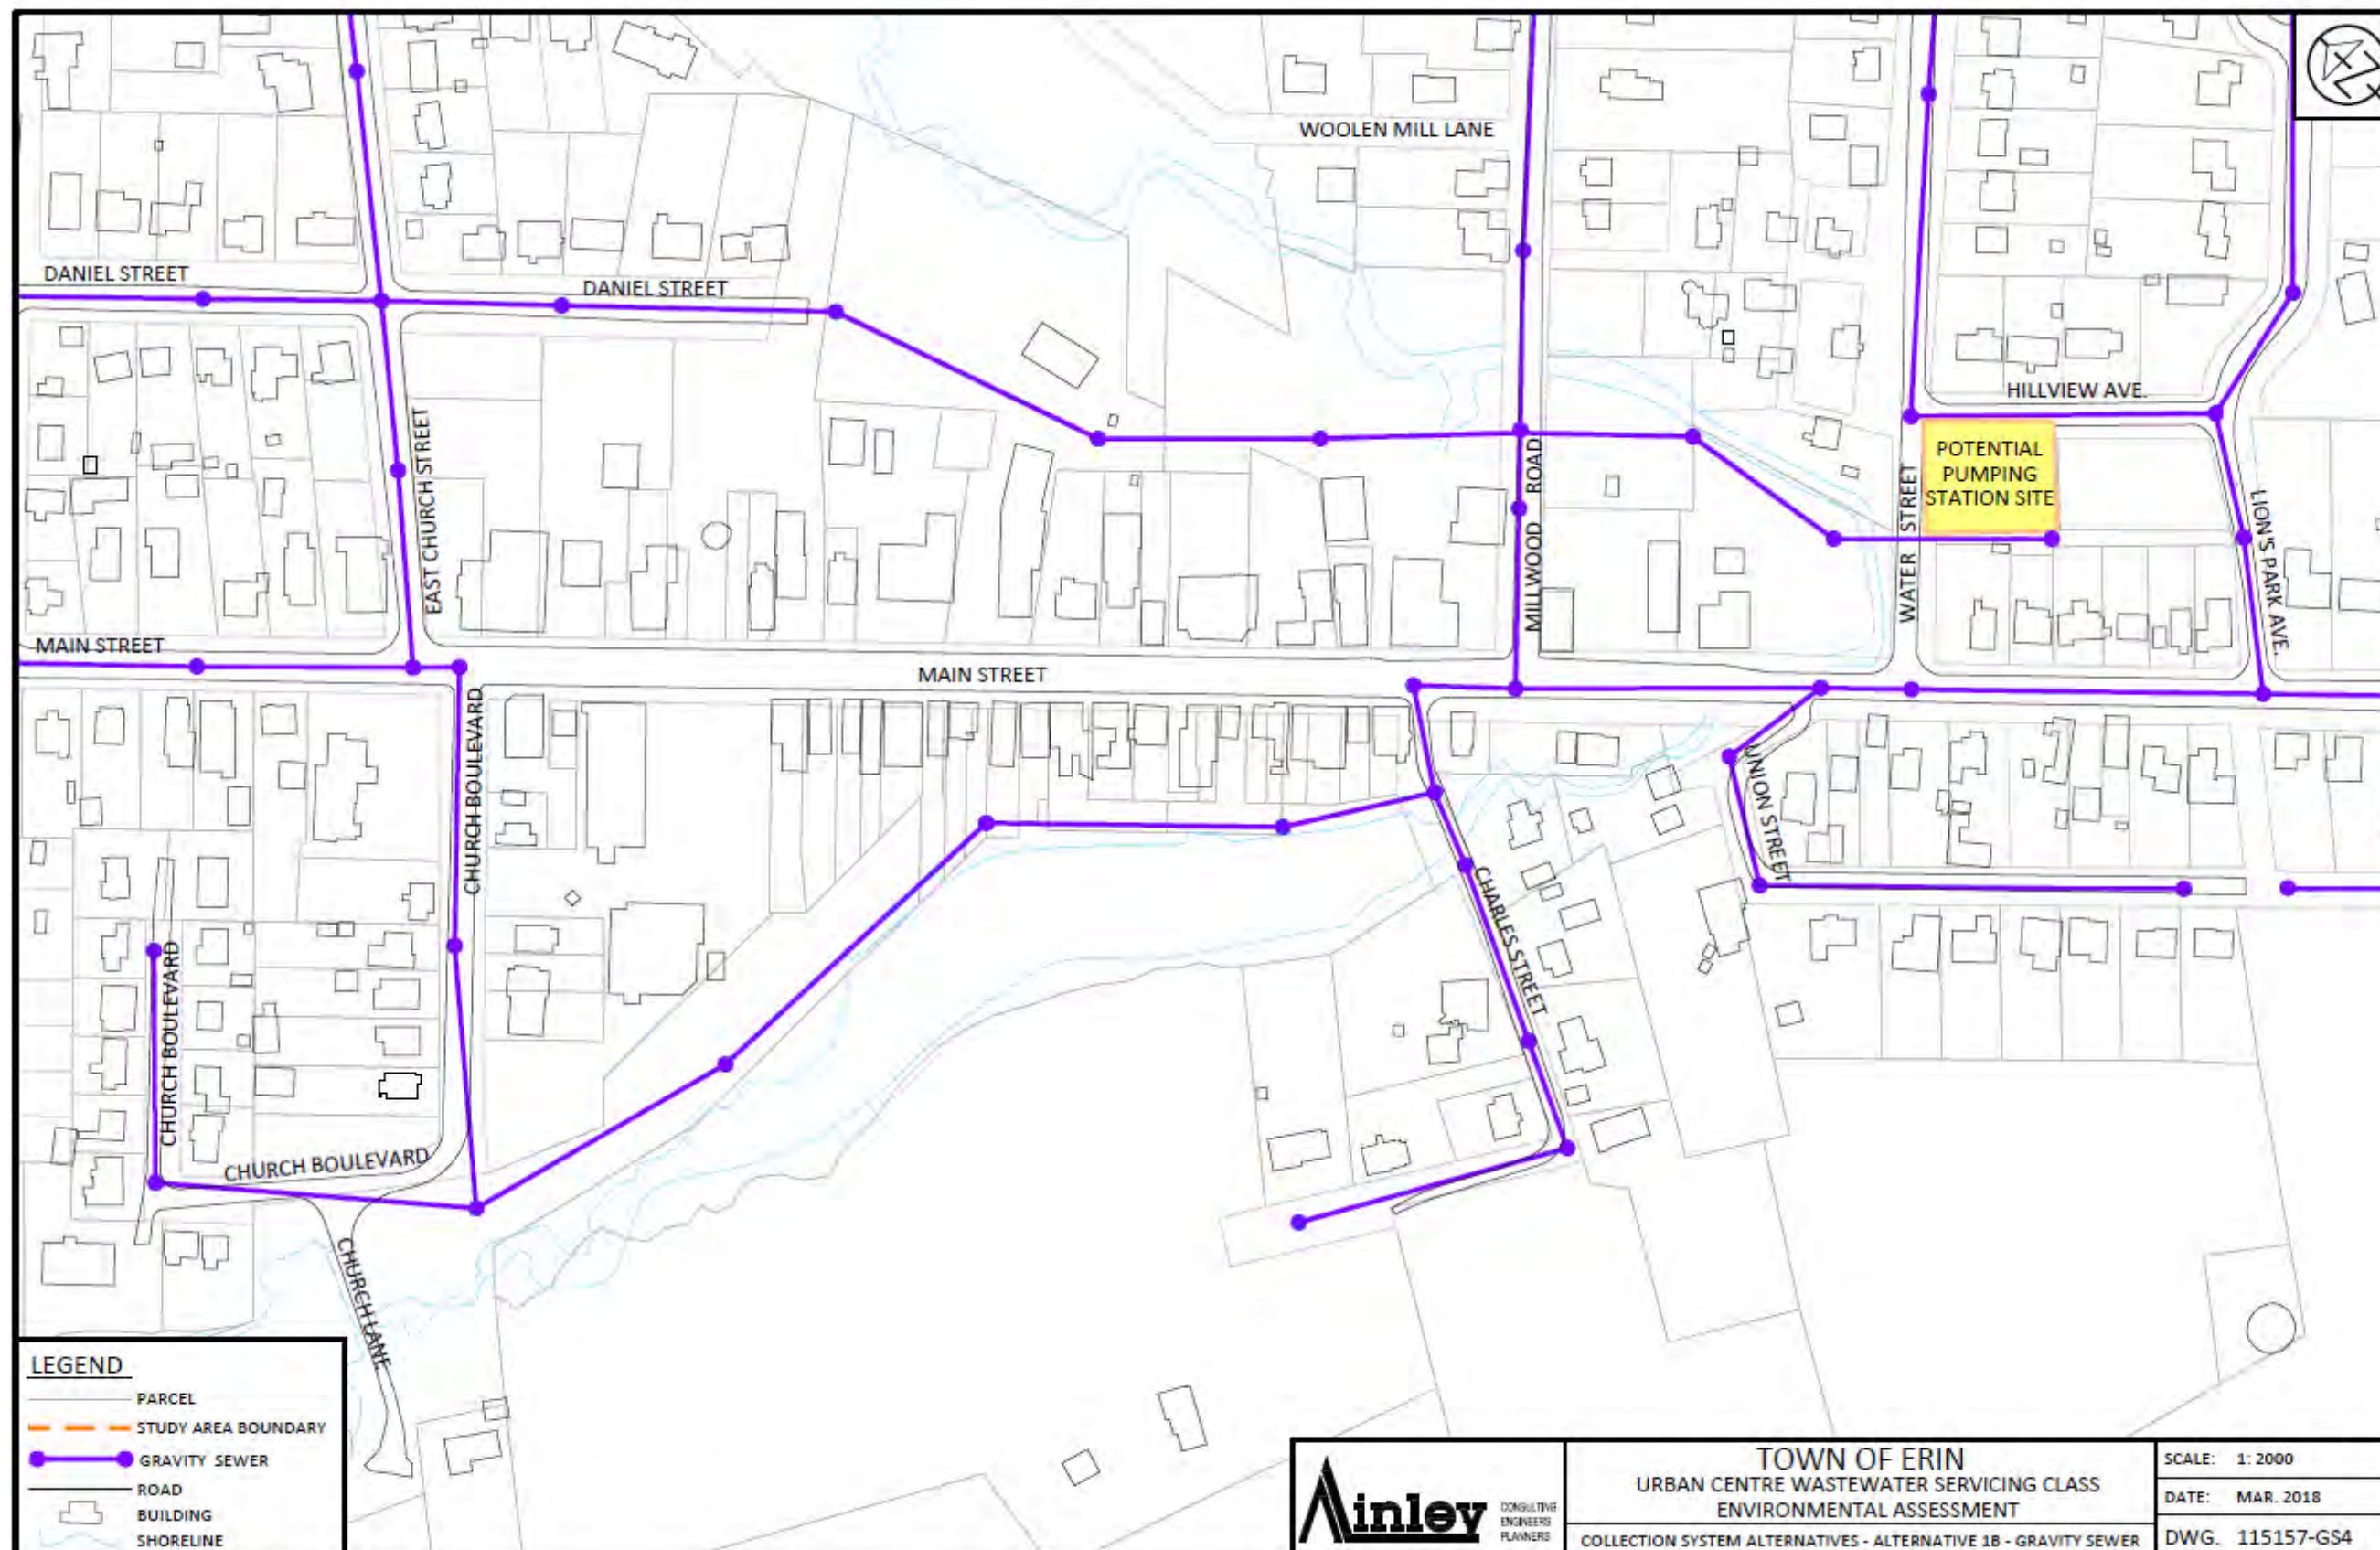 WOOLEN MILL LANE
DANIEL STREET
DANIEL STREET
HILLVIEW AVE.
EAST CHURCH STREET
MILLWOOD ROAD
WATER STREET
POTENTIAL
PUMPING
STATION SITE
LION'S PARK AVE.
MAIN STREET
MAIN STREET
CHURCH BOULEVARD
UNION STREET
CHARLES STREET
CHURCH BOULEVARD
CHURCH BOULEVARD
CHURCH LANE
LEGEND
PARCEL
STUDY AREA BOUNDARY
GRAVITY SEWER
ROAD
BUILDING
SHORELINE
Ainley
CONSULTING
ENGINEERS
PLANNERS
TOWN OF ERIN
URBAN CENTRE WASTEWATER SERVICING CLASS
ENVIRONMENTAL ASSESSMENT
COLLECTION SYSTEM ALTERNATIVES - ALTERNATIVE 1B - GRAVITY SEWER
SCALE: 1: 2000
DATE: MAR. 2018
DWG. 115157-GS4